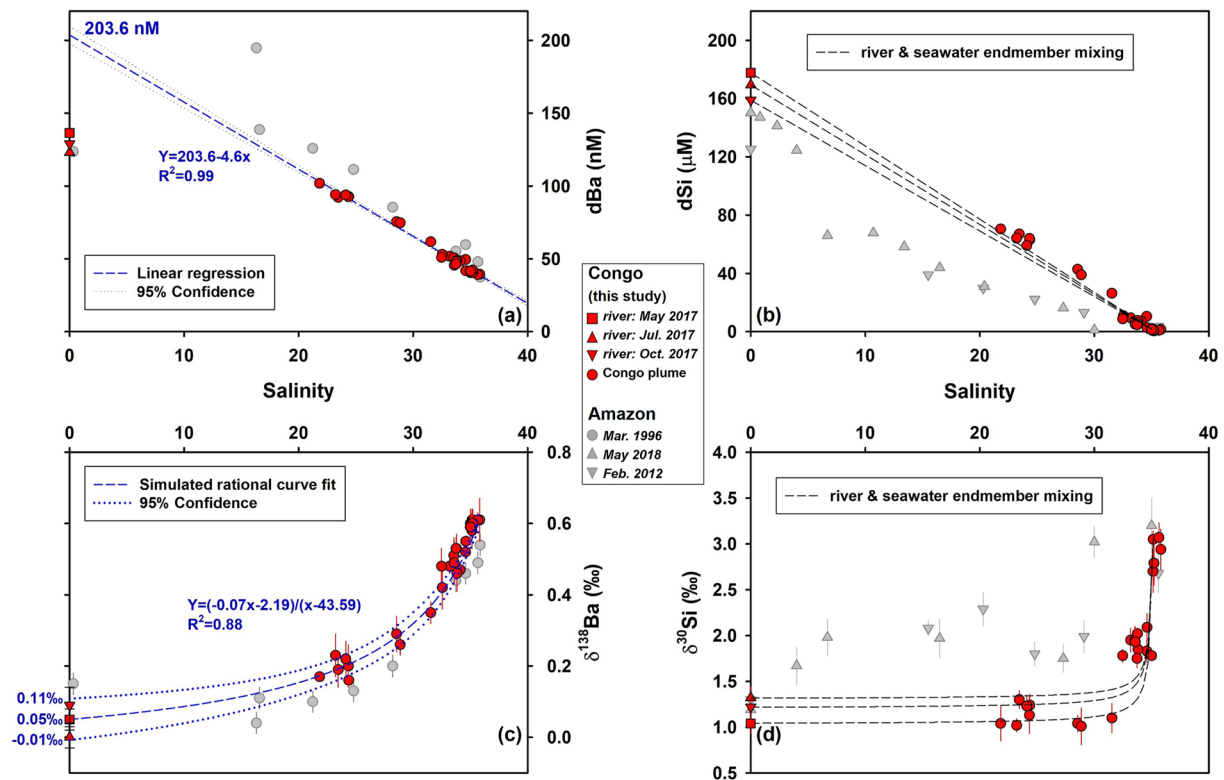 203.6 nM
Y=203.6-4.6x
R²=0.99
Linear regression
95% Confidence
(a)
0
50
100
150
200
dBa (nM)
0
10
20
30
40
Salinity
river & seawater endmember mixing
220
200
160
120
80
40
0
dSi (μM)
(b)
0
10
20
30
40
Salinity
Congo
(this study)
river: May 2017
river: Jul. 2017
river: Oct. 2017
Congo plume
Amazon
Mar. 1996
May 2018
Feb. 2012
0
10
20
30
40
Simulated rational curve fit
95% Confidence
Y=(-0.07x-2.19)/(x-43.59)
R²=0.88
0.11‰
0.05‰
-0.01‰
0.8
0.6
0.4
0.2
0.0
δ¹³⁸Ba (‰)
(c)
0
10
20
30
40
river & seawater endmember mixing
4.0
3.5
3.0
2.5
2.0
1.5
1.0
0.5
δ³⁰Si (‰)
(d)